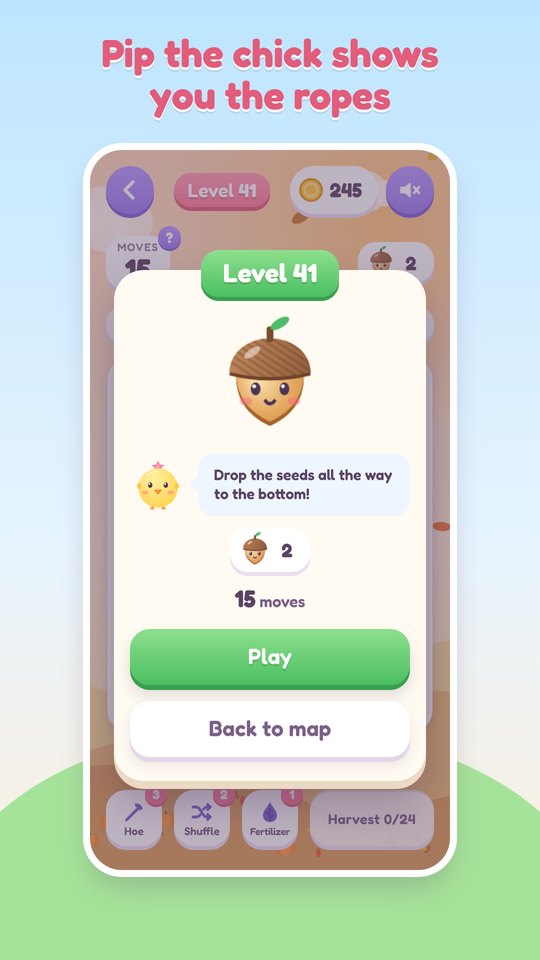 Pip the chick shows
you the ropes
Level 41
245
MOVES
?
15
2
Level 41
Drop the seeds all the way
to the bottom!
2
15 moves
Play
Back to map
3
2
1
Hoe
Shuffle
Fertilizer
Harvest 0/24